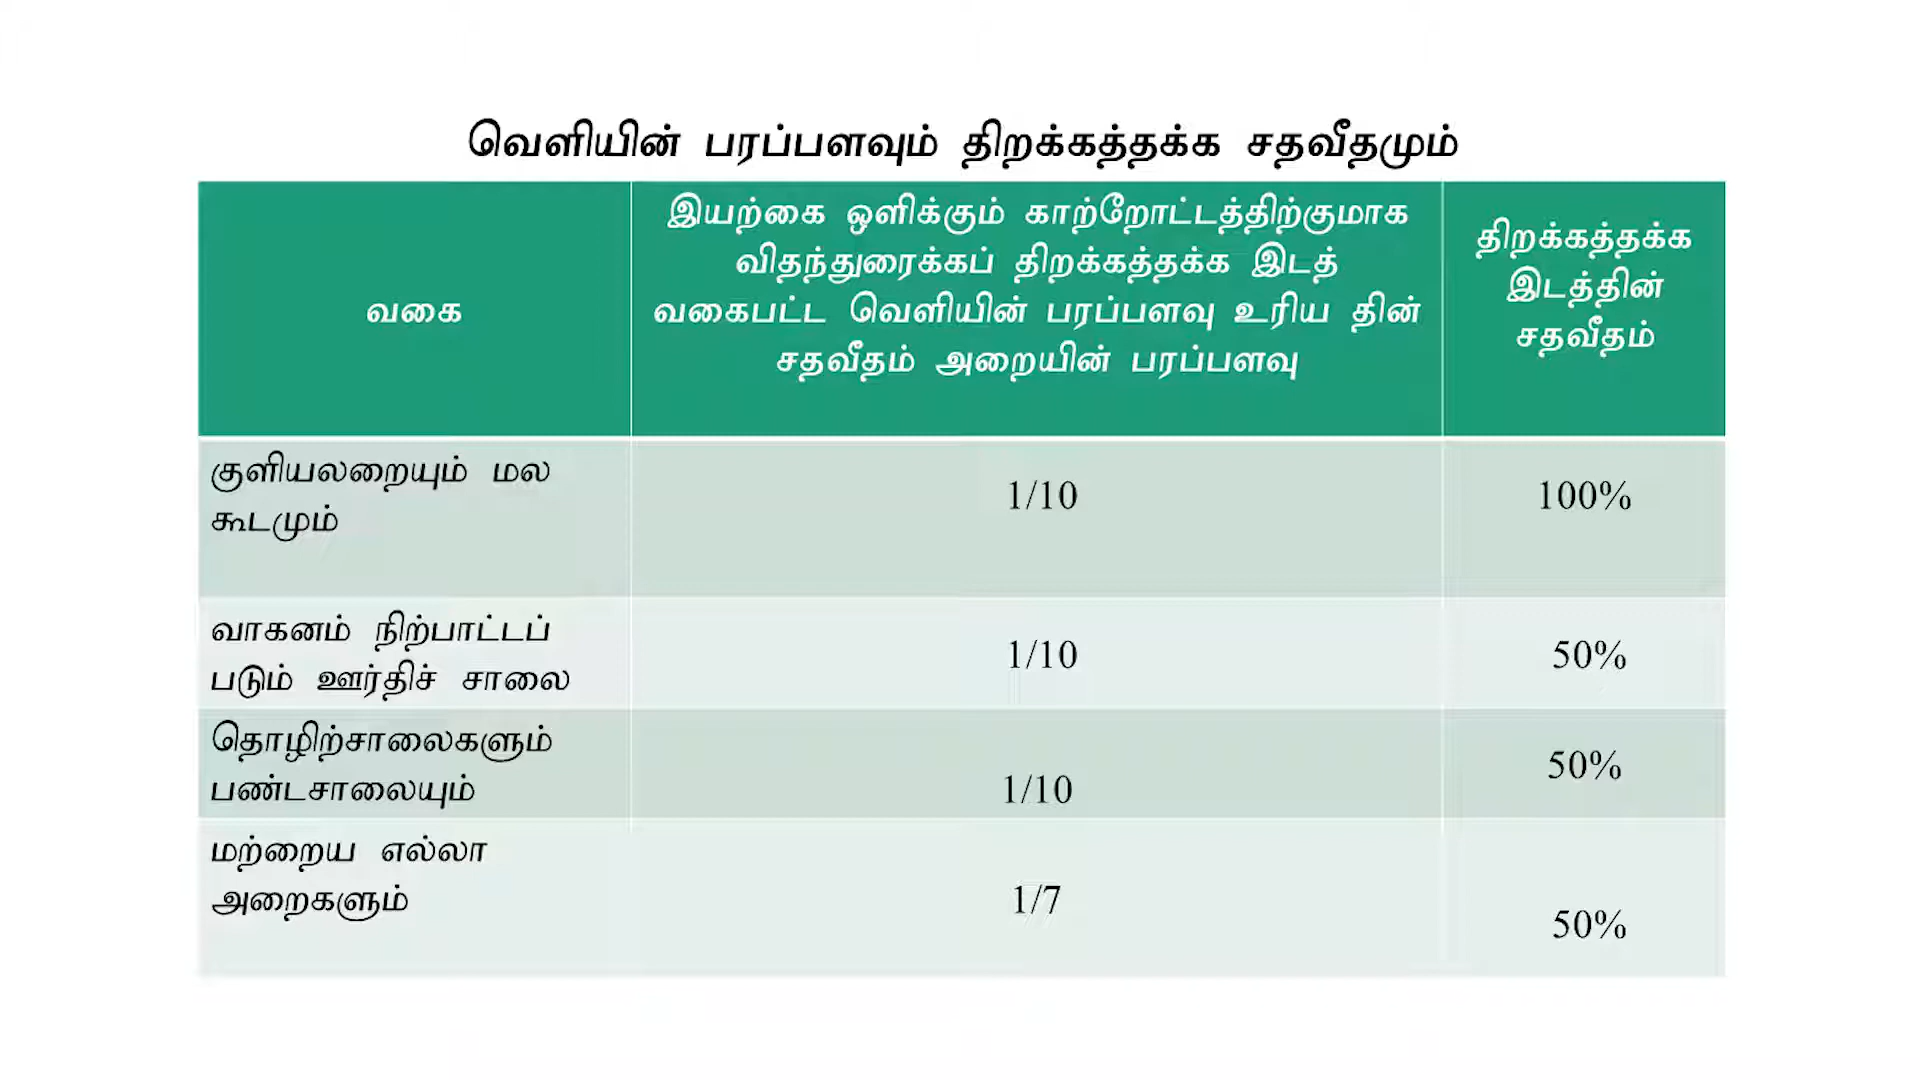 வெளியின் பரப்பளவும் திறக்கத்தக்க சதவீதமும்
வகை
இயற்கை ஒளிக்கும் காற்றோட்டத்திற்குமாக
விதந்துரைக்கப் திறக்கத்தக்க இடத்
வகைபட்ட வெளியின் பரப்பளவு உரிய தின்
சதவீதம் அறையின் பரப்பளவு
திறக்கத்தக்க
இடத்தின்
சதவீதம்
குளியலறையும் மல
கூடமும்
1/10
100%
வாகனம் நிற்பாட்டப்
படும் ஊர்திச் சாலை
1/10
50%
தொழிற்சாலைகளும்
பண்டசாலையும்
1/10
50%
மற்றைய எல்லா
அறைகளும்
1/7
50%